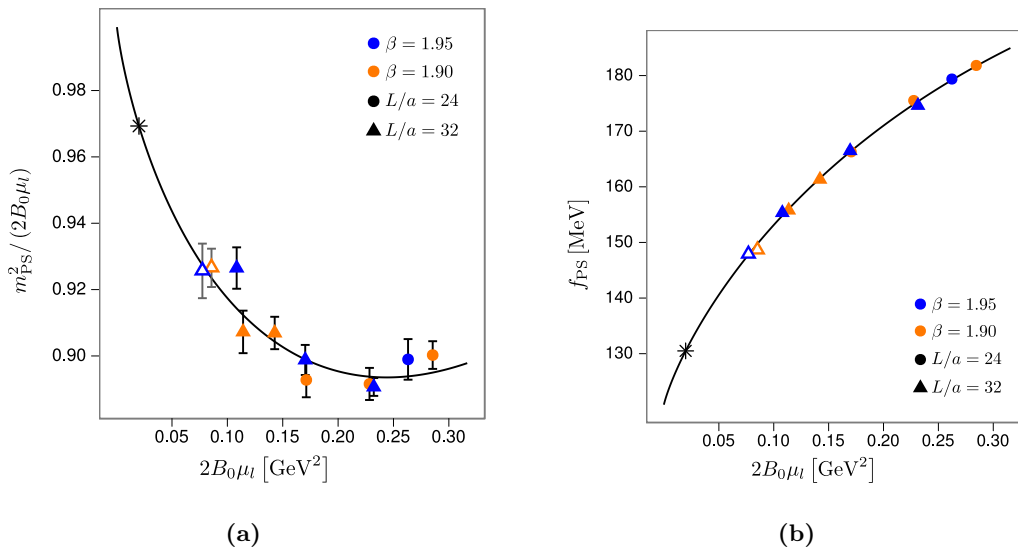 β = 1.95
β = 1.90
L/a = 24
L/a = 32
0.98
0.96
0.94
0.92
0.90
m²_PS/(2B₀μ_l)
0.05 0.10 0.15 0.20 0.25 0.30
2B₀μ_l [GeV²]
(a)
180
170
160
150
140
130
f_PS [MeV]
β = 1.95
β = 1.90
L/a = 24
L/a = 32
0.05 0.10 0.15 0.20 0.25 0.30
2B₀μ_l [GeV²]
(b)